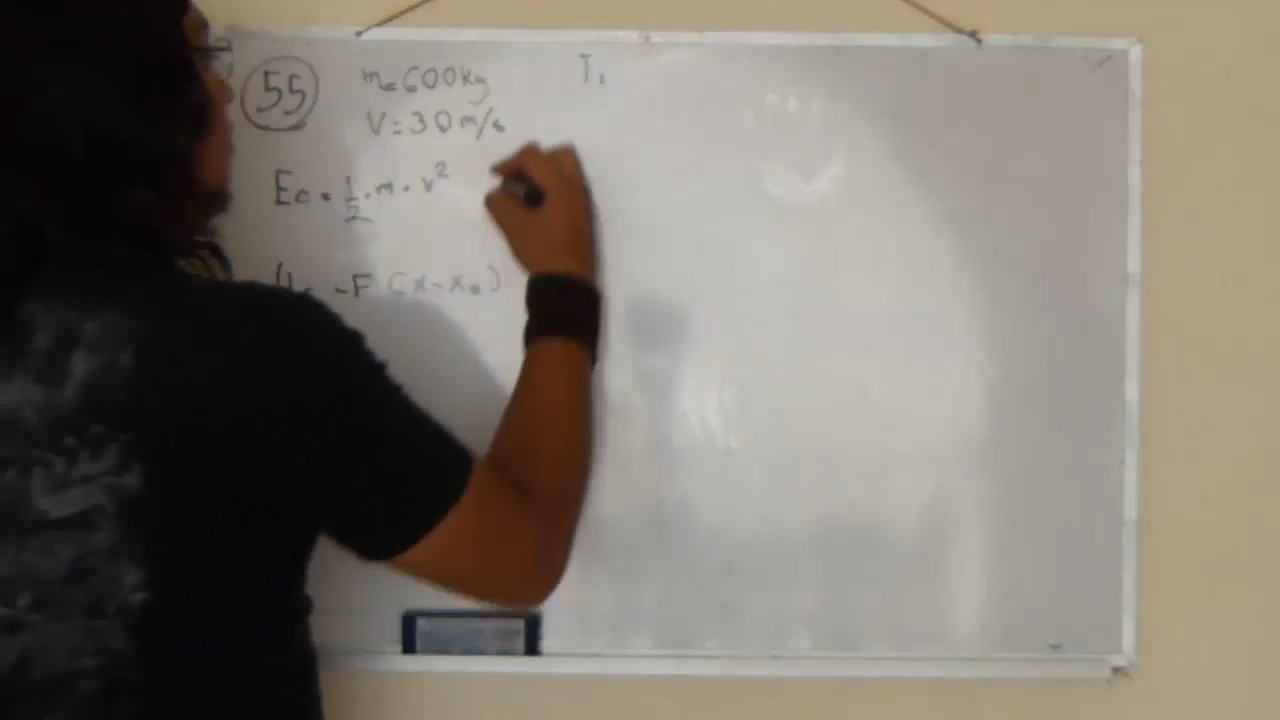 55
m=600kg
V=30m/s
T.
Ec=1/2·m·v²
-F(x-x₀)